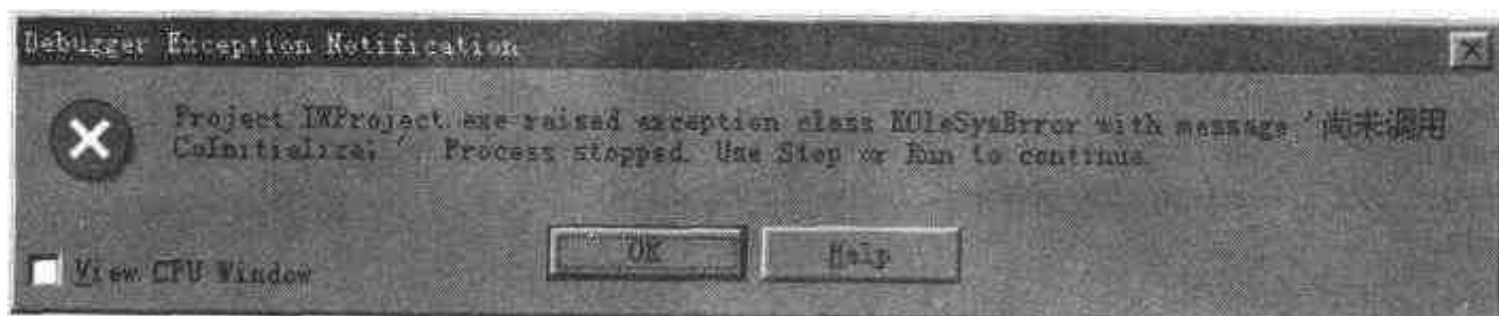 Debugger Exception Notification
Project IWProject.exe raised exception class EOleSysError with message '尚未调用
CoInitialize。'. Process stopped. Use Step or Run to continue.
OK
Help
View CPU Window